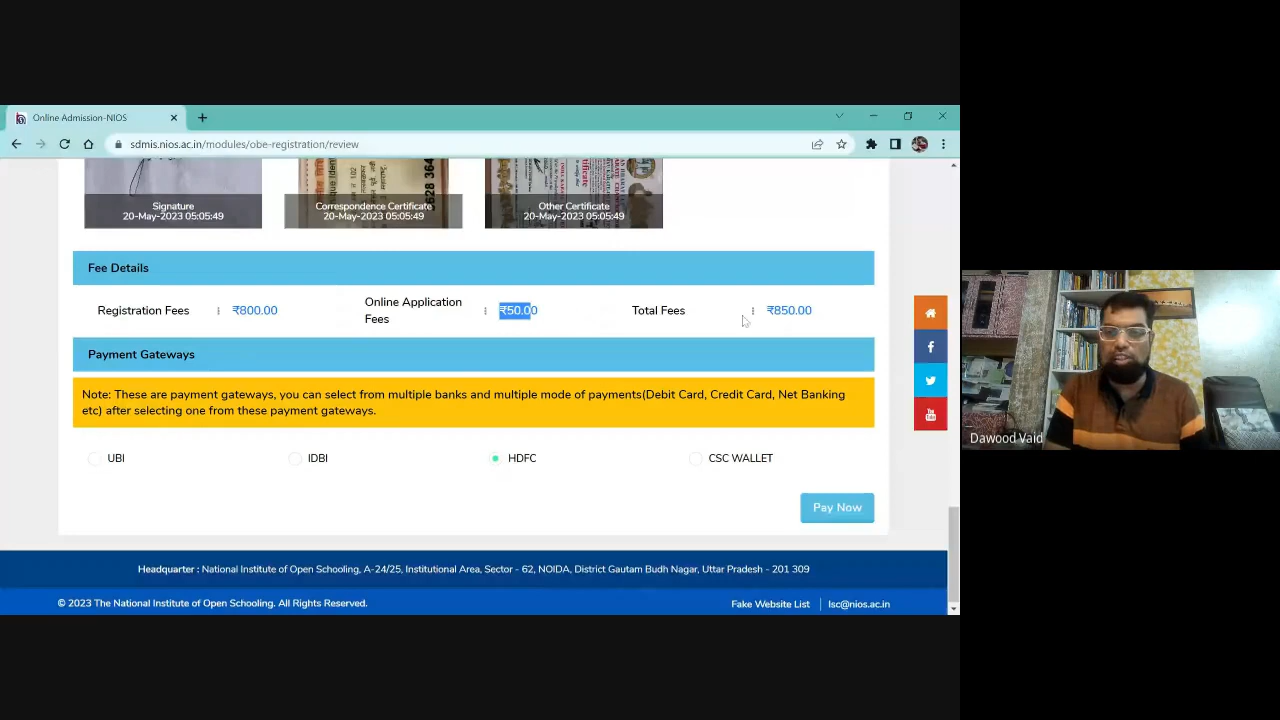 Online Admission-NIOS
sdmis.nios.ac.in/modules/obe-registration/review
Signature
20-May-2023 05:05:49
Correspondence Certificate
20-May-2023 05:05:49
Other Certificate
20-May-2023 05:05:49
Fee Details
Registration Fees : ₹800.00
Online Application Fees : ₹50.00
Total Fees : ₹850.00
Payment Gateways
Note: These are payment gateways, you can select from multiple banks and multiple mode of payments(Debit Card, Credit Card, Net Banking
etc) after selecting one from these payment gateways.
UBI
IDBI
HDFC
CSC WALLET
Pay Now
Headquarter : National Institute of Open Schooling, A-24/25, Institutional Area, Sector - 62, NOIDA, District Gautam Budh Nagar, Uttar Pradesh - 201 309
© 2023 The National Institute of Open Schooling. All Rights Reserved.
Fake Website List
lsc@nios.ac.in
Dawood Vaid